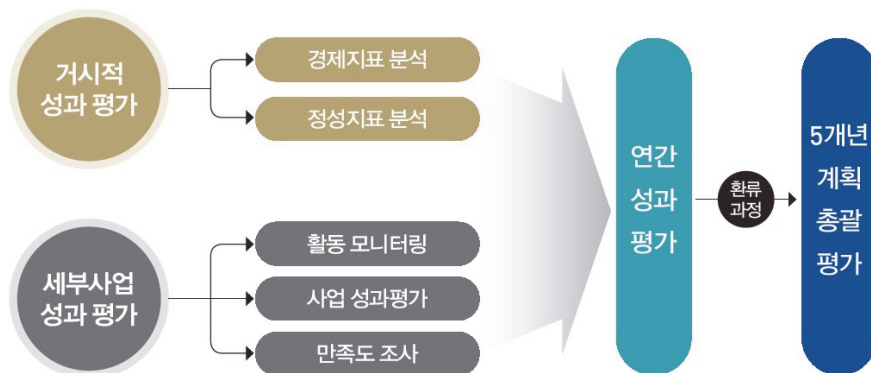 거시적
성과 평가
경제지표 분석
정성지표 분석
세부사업
성과 평가
활동 모니터링
사업 성과평가
만족도 조사
연간
성과
평가
환류
과정
5개년
계획
총괄
평가